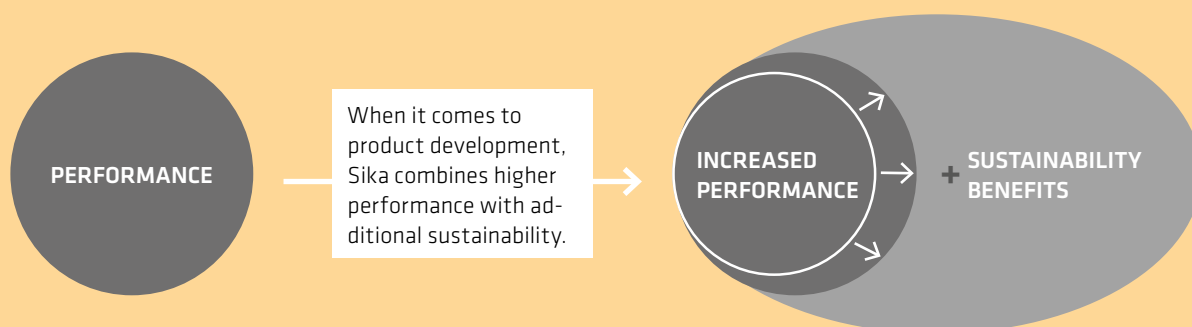 PERFORMANCE
When it comes to
product development,
Sika combines higher
performance with ad-
ditional sustainability.
INCREASED
PERFORMANCE
+ SUSTAINABILITY
BENEFITS